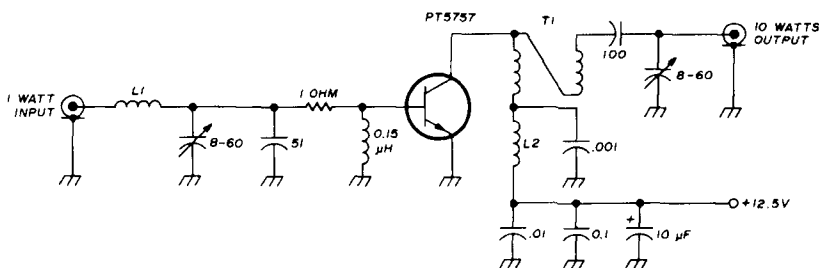 PT5757
T1
10 WATTS
OUTPUT
100
8-60
1 WATT
INPUT
L1
1 OHM
8-60
51
0.15
μH
L2
.001
+12.5V
.01
0.1
+
10 μF